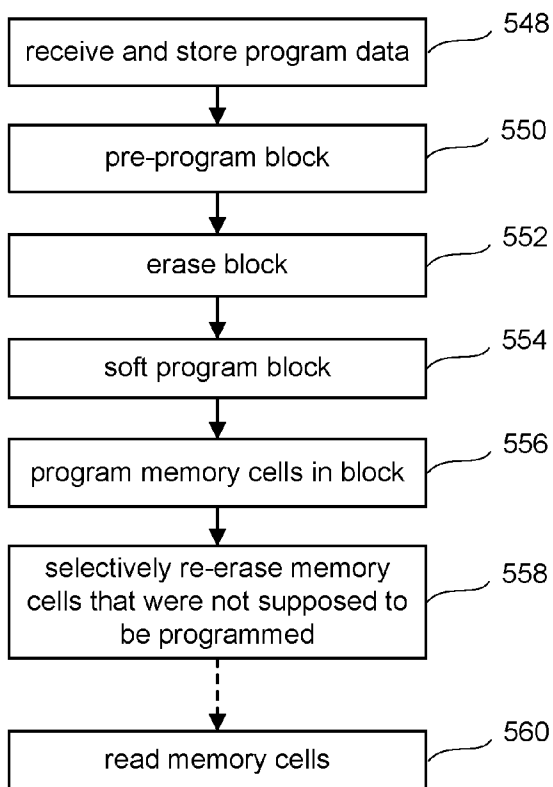 548
receive and store program data
550
pre-program block
552
erase block
554
soft program block
556
program memory cells in block
558
selectively re-erase memory
cells that were not supposed to
be programmed
560
read memory cells